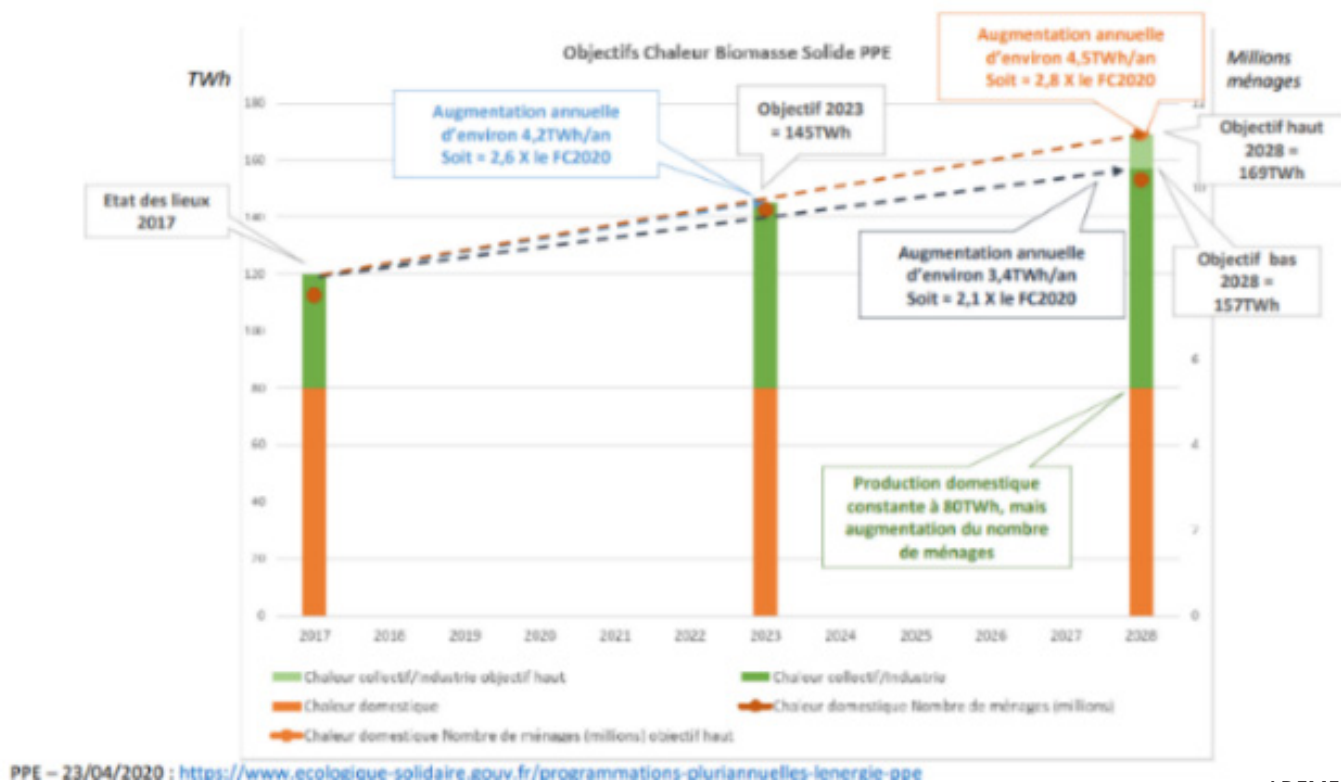 Objectifs Chaleur Biomasse Solide PPE
TWh
Millions
ménages
Augmentation annuelle
d'environ 4,5TWh/an
Soit = 2,8 X le FC2020
Augmentation annuelle
d'environ 4,2TWh/an
Soit = 2,6 X le FC2020
Objectif 2023
= 145TWh
Objectif haut
2028 =
169TWh
Etat des lieux
2017
Augmentation annuelle
d'environ 3,4TWh/an
Soit = 2,1 X le FC2020
Objectif bas
2028 =
157TWh
Production domestique
constante à 80TWh, mais
augmentation du nombre
de ménages
180
160
140
120
100
80
60
40
20
0
6
4
2
0
2017 2018 2019 2020 2021 2022 2023 2024 2025 2026 2027 2028
Chaleur collectif/Industrie objectif haut
Chaleur collectif/Industrie
Chaleur domestique
Chaleur domestique Nombre de ménages (millions)
Chaleur domestique Nombre de ménages (millions) objectif haut
PPE – 23/04/2020 : https://www.ecologique-solidaire.gouv.fr/programmations-pluriannuelles-lenergie-ppe